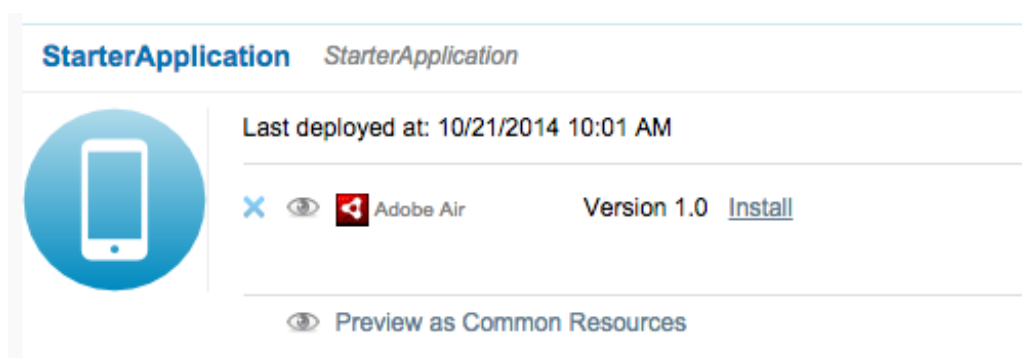 StarterApplication StarterApplication
Last deployed at: 10/21/2014 10:01 AM
Adobe Air Version 1.0 Install
Preview as Common Resources